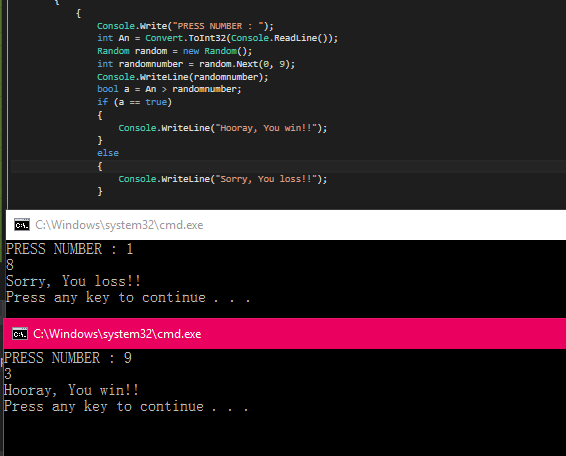 {
{
Console.Write("PRESS NUMBER : ");
int An = Convert.ToInt32(Console.ReadLine());
Random random = new Random();
int randomnumber = random.Next(0, 9);
Console.WriteLine(randomnumber);
bool a = An > randomnumber;
if (a == true)
{
Console.WriteLine("Hooray, You win!!");
}
else
{
Console.WriteLine("Sorry, You loss!!");
}
C:\Windows\system32\cmd.exe
PRESS NUMBER : 1
8
Sorry, You loss!!
Press any key to continue . . .
C:\Windows\system32\cmd.exe
PRESS NUMBER : 9
3
Hooray, You win!!
Press any key to continue . . .